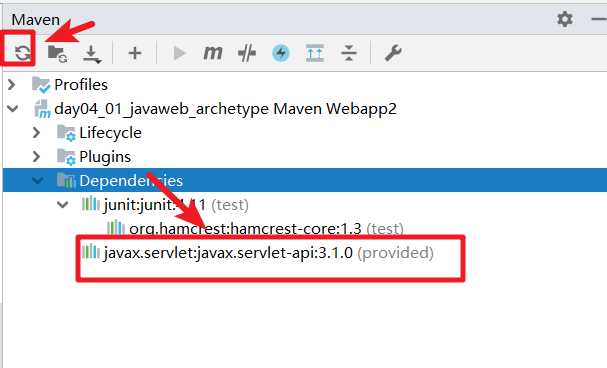 Maven
Profiles
day04_01_javaweb_archetype Maven Webapp2
Lifecycle
Plugins
Dependencies
junit:junit:4.11 (test)
org.hamcrest:hamcrest-core:1.3 (test)
javax.servlet:javax.servlet-api:3.1.0 (provided)